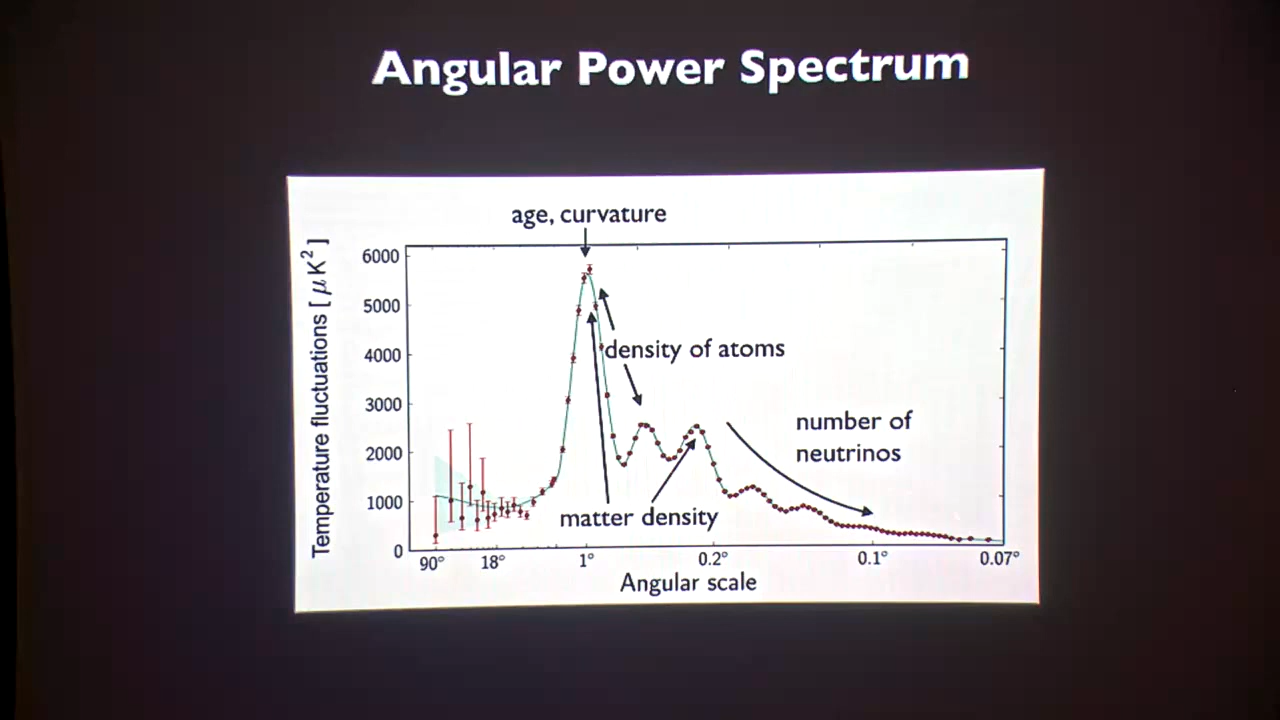 Angular Power Spectrum
age, curvature
Temperature fluctuations [ μK² ]
6000
5000
4000
3000
2000
1000
0
density of atoms
number of
neutrinos
matter density
90° 18° 1° 0.2° 0.1° 0.07°
Angular scale